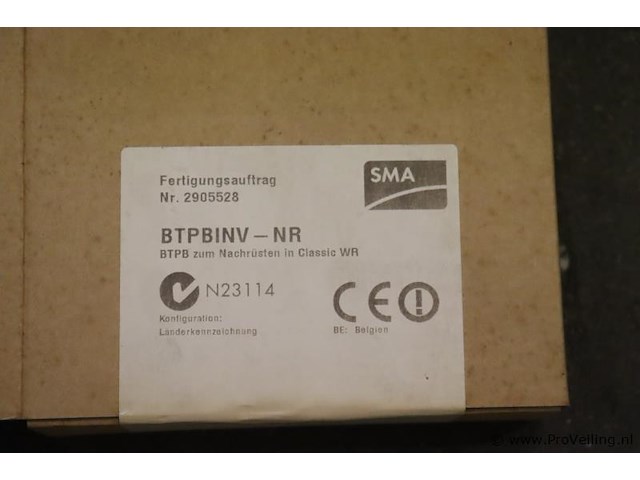 Fertigungsauftrag
Nr. 2905528
SMA
BTPBINV – NR
BTPB zum Nachrüsten in Classic WR
N23114
CE
Konfiguration:
Länderkennzeichnung
BE: Belgien
www.ProVeiling.nl